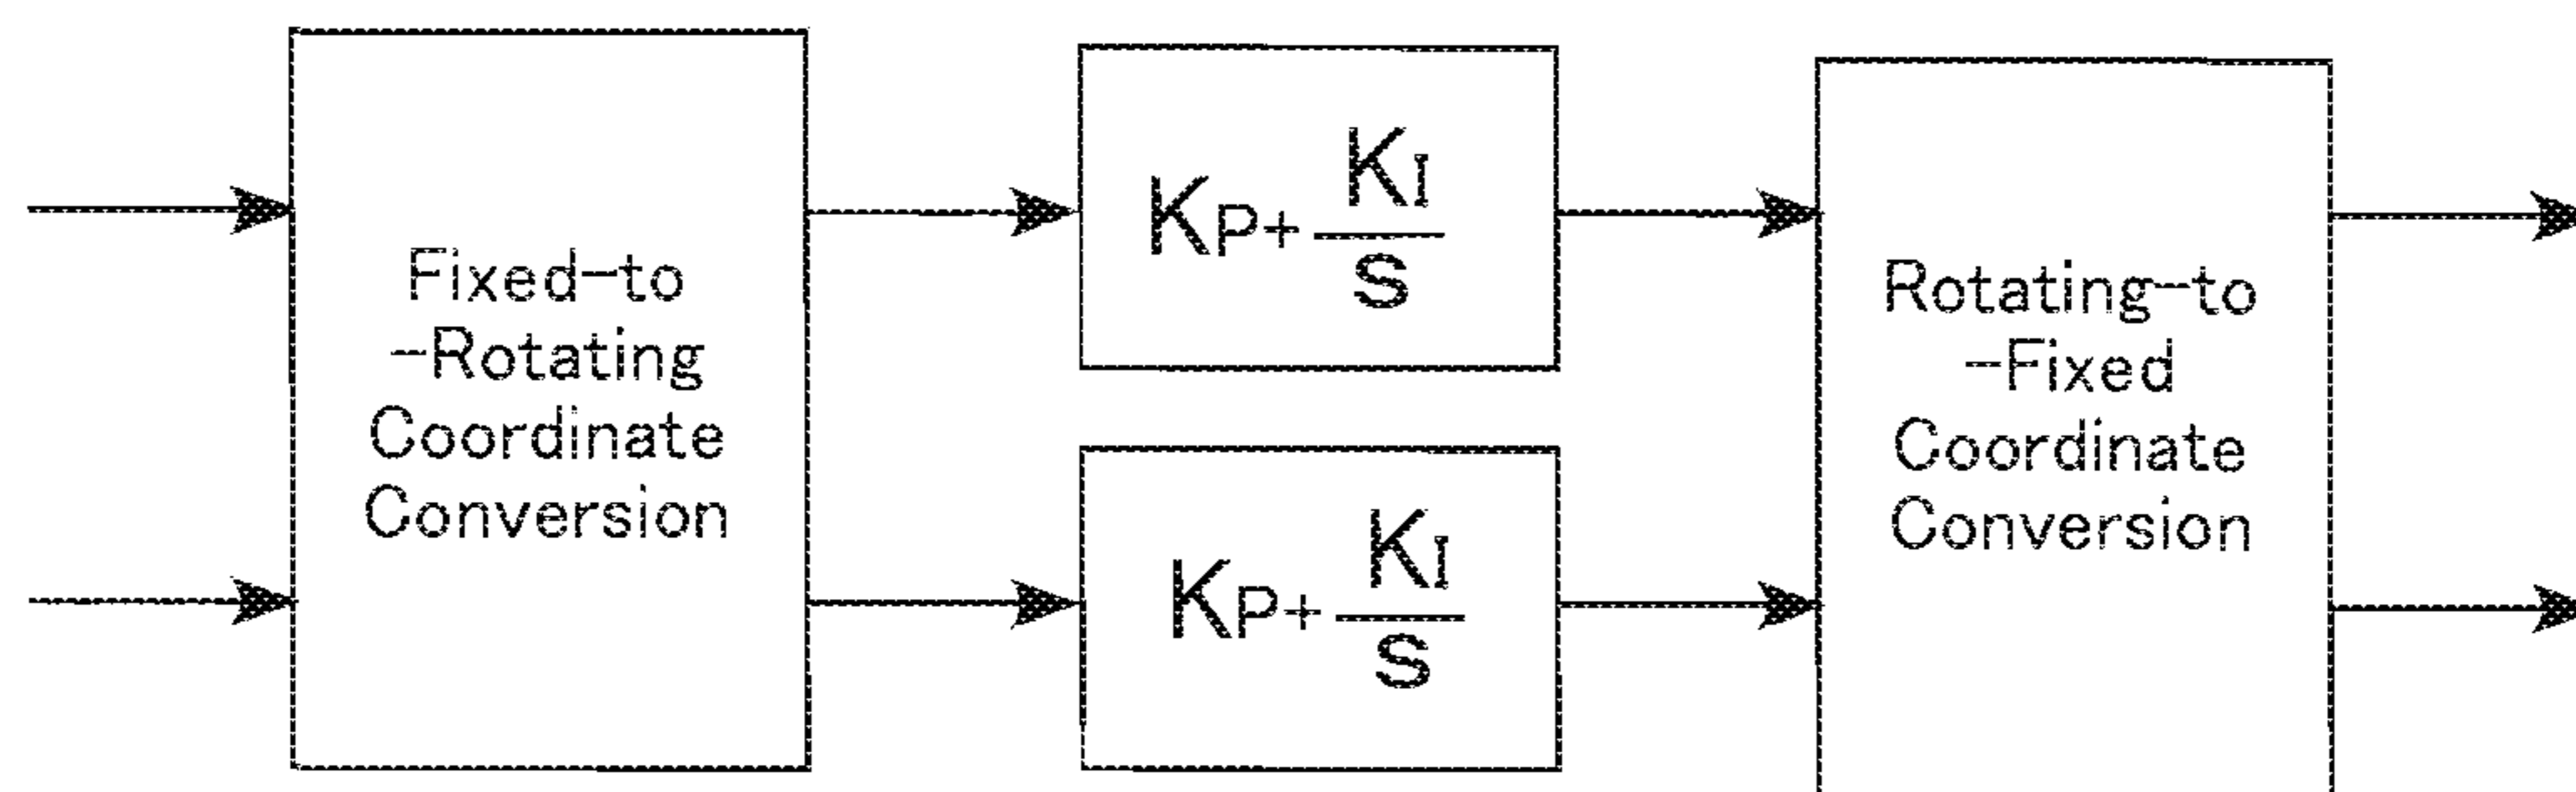 Fixed-to
-Rotating
Coordinate
Conversion
KP+ KI
S
KP+ KI
S
Rotating-to
-Fixed
Coordinate
Conversion